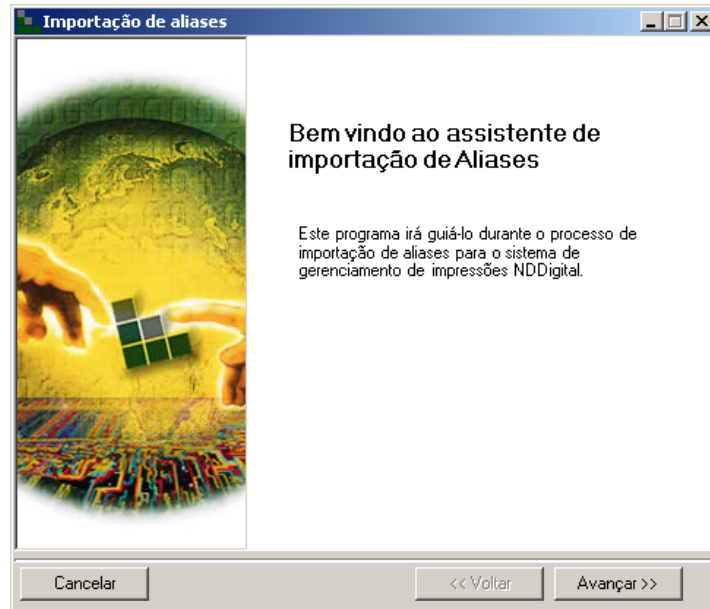 Importação de aliases
Bem vindo ao assistente de
importação de Aliases
Este programa irá guiá-lo durante o processo de
importação de aliases para o sistema de
gerenciamento de impressões NDDigital.
Cancelar
<< Voltar
Avançar >>